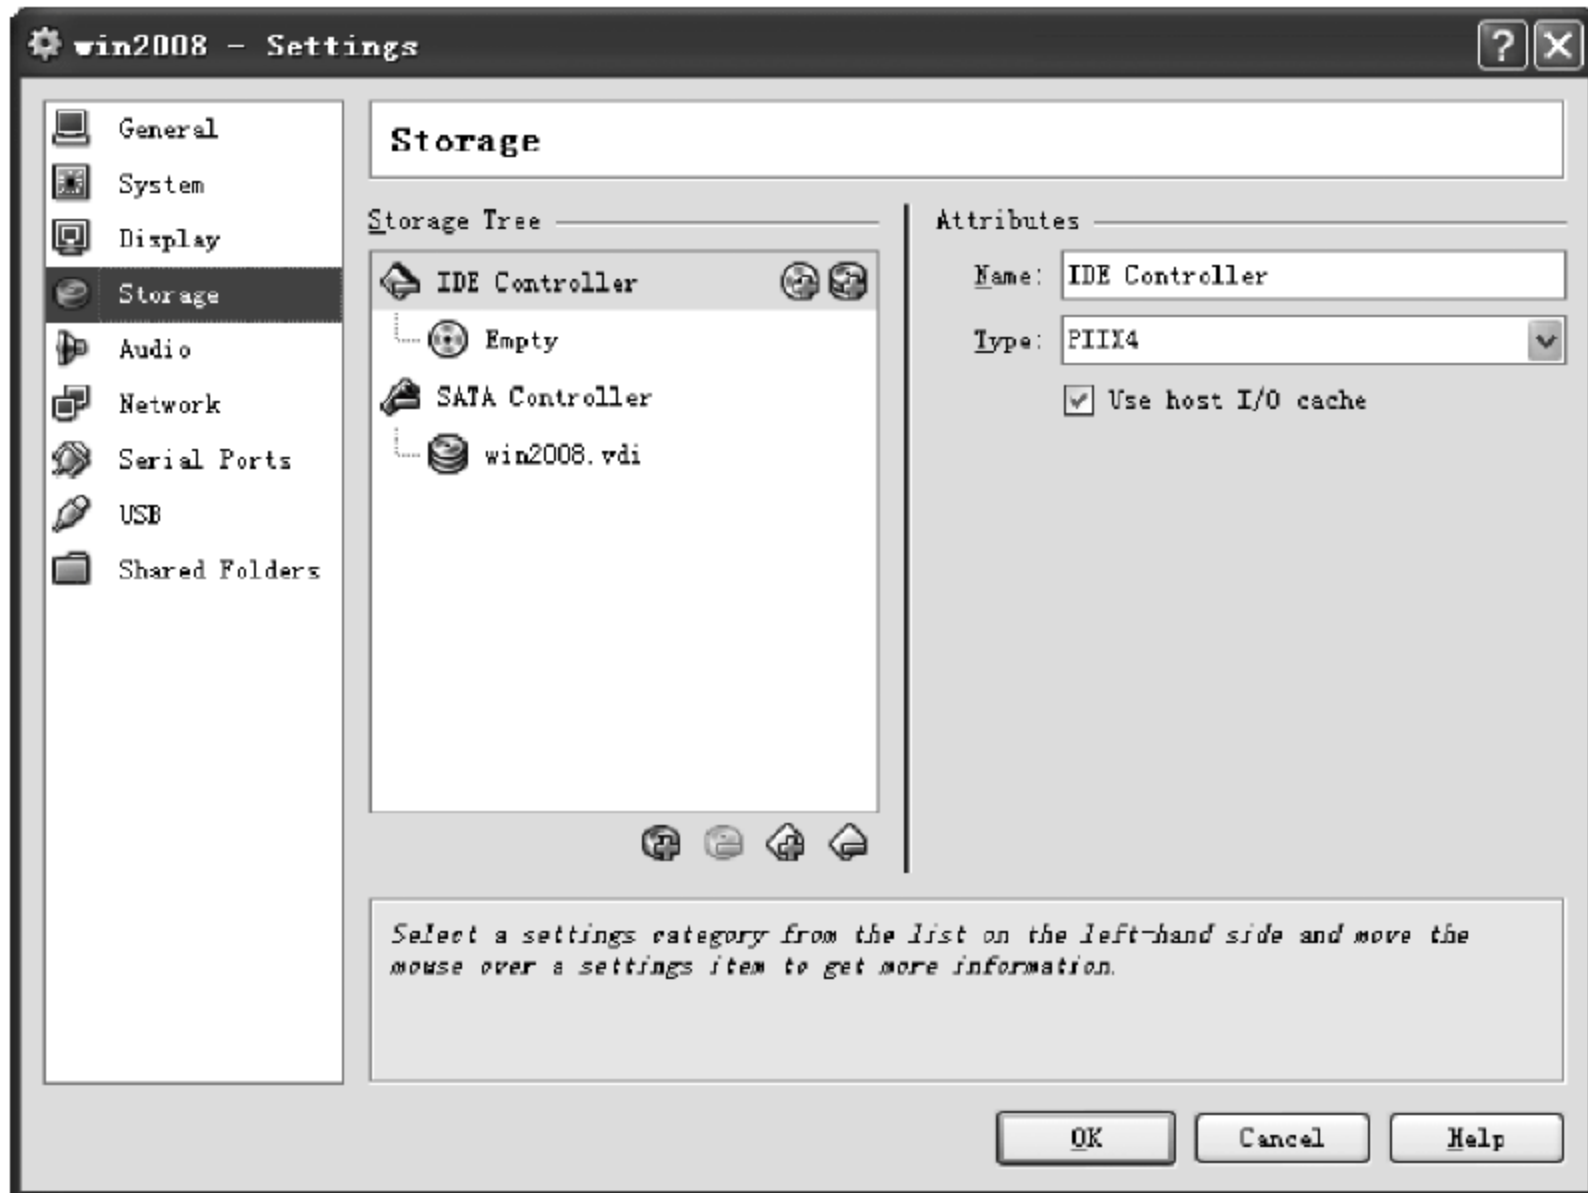 win2008 - Settings
General
System
Display
Storage
Audio
Network
Serial Ports
USB
Shared Folders
Storage
Storage Tree
IDE Controller
Empty
SATA Controller
win2008.vdi
Attributes
Name: IDE Controller
Type: PIIX4
Use host I/O cache
Select a settings category from the list on the left-hand side and move the
mouse over a settings item to get more information.
OK Cancel Help